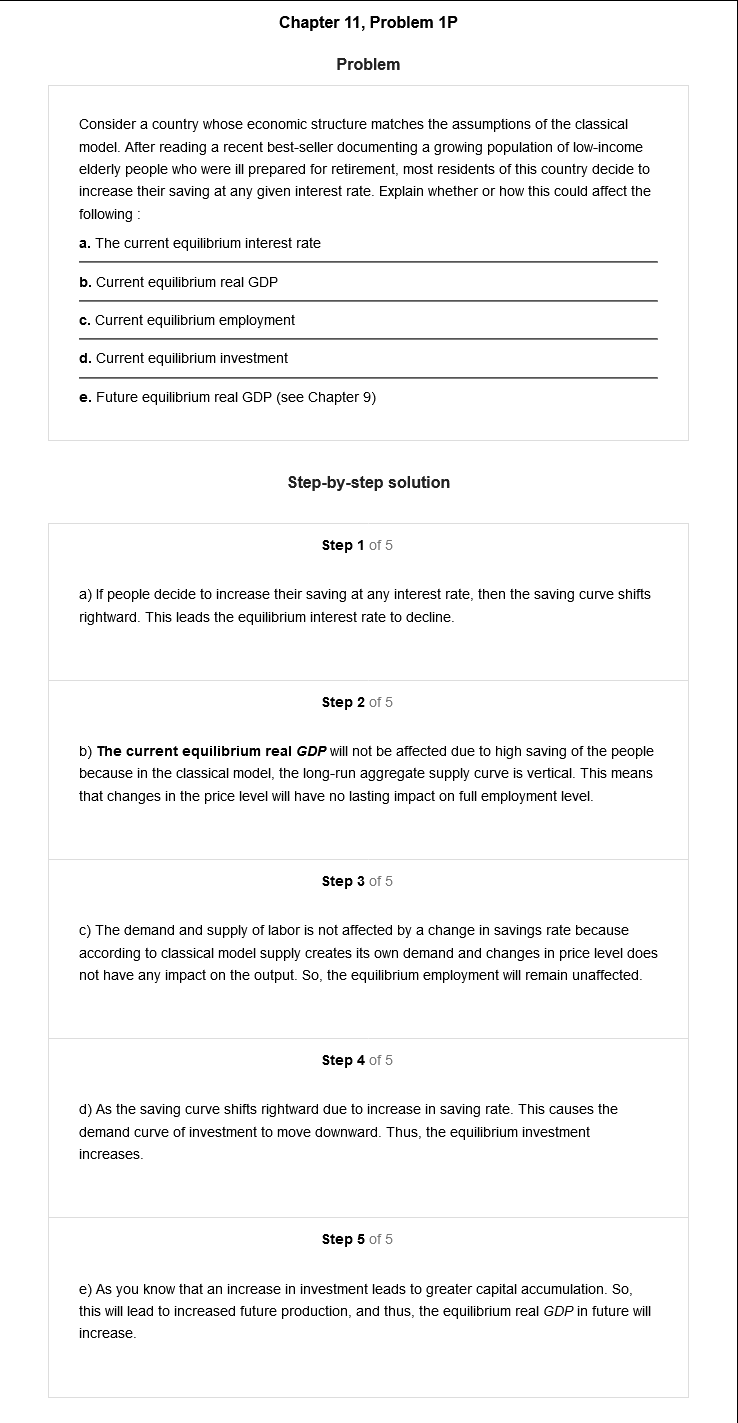 Chapter 11, Problem 1P
Problem
Consider a country whose economic structure matches the assumptions of the classical
model. After reading a recent best-seller documenting a growing population of low-income
elderly people who were ill prepared for retirement, most residents of this country decide to
increase their saving at any given interest rate. Explain whether or how this could affect the
following :
a. The current equilibrium interest rate
b. Current equilibrium real GDP
c. Current equilibrium employment
d. Current equilibrium investment
e. Future equilibrium real GDP (see Chapter 9)
Step-by-step solution
Step 1 of 5
a) If people decide to increase their saving at any interest rate, then the saving curve shifts
rightward. This leads the equilibrium interest rate to decline.
Step 2 of 5
b) The current equilibrium real GDP will not be affected due to high saving of the people
because in the classical model, the long-run aggregate supply curve is vertical. This means
that changes in the price level will have no lasting impact on full employment level.
Step 3 of 5
c) The demand and supply of labor is not affected by a change in savings rate because
according to classical model supply creates its own demand and changes in price level does
not have any impact on the output. So, the equilibrium employment will remain unaffected.
Step 4 of 5
d) As the saving curve shifts rightward due to increase in saving rate. This causes the
demand curve of investment to move downward. Thus, the equilibrium investment
increases.
Step 5 of 5
e) As you know that an increase in investment leads to greater capital accumulation. So,
this will lead to increased future production, and thus, the equilibrium real GDP in future will
increase.